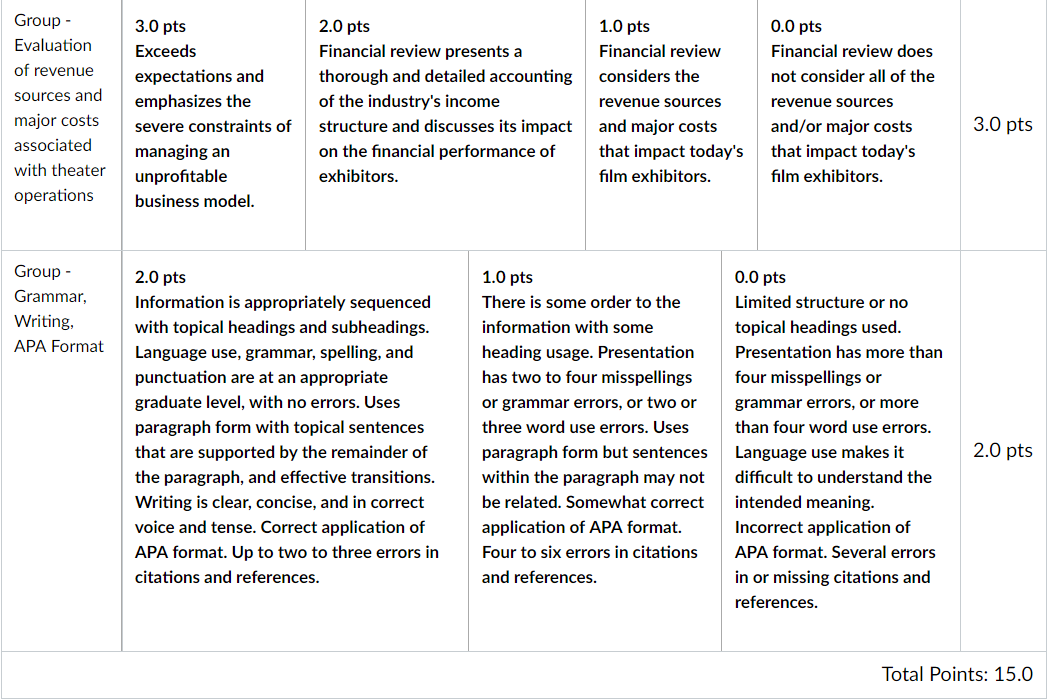 Group -
Evaluation
of revenue
sources and
major costs
associated
with theater
operations
3.0 pts
Exceeds
expectations and
emphasizes the
severe constraints of
managing an
unprofitable
business model.
2.0 pts
Financial review presents a
thorough and detailed accounting
of the industry's income
structure and discusses its impact
on the financial performance of
exhibitors.
1.0 pts
Financial review
considers the
revenue sources
and major costs
that impact today's
film exhibitors.
0.0 pts
Financial review does
not consider all of the
revenue sources
and/or major costs
that impact today's
film exhibitors.
3.0 pts
Group -
Grammar,
Writing,
APA Format
2.0 pts
Information is appropriately sequenced
with topical headings and subheadings.
Language use, grammar, spelling, and
punctuation are at an appropriate
graduate level, with no errors. Uses
paragraph form with topical sentences
that are supported by the remainder of
the paragraph, and effective transitions.
Writing is clear, concise, and in correct
voice and tense. Correct application of
APA format. Up to two to three errors in
citations and references.
1.0 pts
There is some order to the
information with some
heading usage. Presentation
has two to four misspellings
or grammar errors, or two or
three word use errors. Uses
paragraph form but sentences
within the paragraph may not
be related. Somewhat correct
application of APA format.
Four to six errors in citations
and references.
0.0 pts
Limited structure or no
topical headings used.
Presentation has more than
four misspellings or
grammar errors, or more
than four word use errors.
Language use makes it
difficult to understand the
intended meaning.
Incorrect application of
APA format. Several errors
in or missing citations and
references.
2.0 pts
Total Points: 15.0